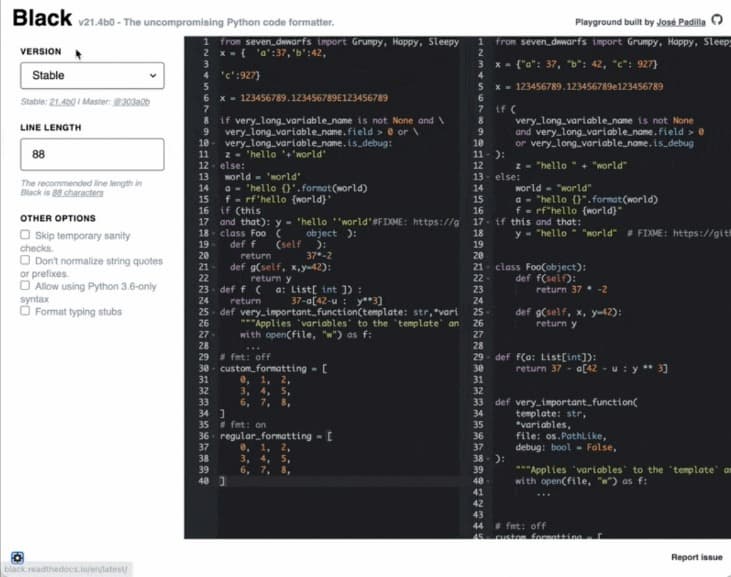 Black v21.4b0 - The uncompromising Python code formatter.
Playground built by José Padilla
VERSION
Stable
Stable: 21.4b0 | Master: @303a0b
LINE LENGTH
88
The recommended line length in
Black is 88 characters
OTHER OPTIONS
Skip temporary sanity
checks.
Don't normalize string quotes
or prefixes.
Allow using Python 3.6-only
syntax
Format typing stubs
1 from seven_dwwarfs import Grumpy, Happy, Sleepy
2 x = {  'a':37,'b':42,
3
4 'c':927}
5
6 x = 123456789.123456789E123456789
7
8 if very_long_variable_name is not None and \
9  very_long_variable_name.field > 0 or \
10  very_long_variable_name.is_debug:
11  z = 'hello '+'world'
12 else:
13  world = 'world'
14  a = 'hello {}'.format(world)
15  f = rf'hello {world}'
16 if (this
17 and that): y = 'hello ''world'#FIXME: https://g
18 class Foo  (     object  ):
19   def f    (self   ):
20     return       37*-2
21   def g(self, x,y=42):
22       return y
23 def f  (   a: List[ int ]) :
24   return      37-a[42-u :  y**3]
25 def very_important_function(template: str,*vari
26     """Applies `variables` to the `template` an
27     with open(file, "w") as f:
28      ...
29 # fmt: off
30 custom_formatting = [
31     0,  1,  2,
32     3,  4,  5,
33     6,  7,  8,
34 ]
35 # fmt: on
36 regular_formatting = [
37     0,  1,  2,
38     3,  4,  5,
39     6,  7,  8,
40 ]
1 from seven_dwwarfs import Grumpy, Happy, Sleepy
2
3 x = {"a": 37, "b": 42, "c": 927}
4
5 x = 123456789.123456789e123456789
6
7 if (
8     very_long_variable_name is not None
9     and very_long_variable_name.field > 0
10     or very_long_variable_name.is_debug
11 ):
12     z = "hello " + "world"
13 else:
14     world = "world"
15     a = "hello {}".format(world)
16     f = rf"hello {world}"
17 if this and that:
18     y = "hello " "world"  # FIXME: https://git
19
20
21 class Foo(object):
22     def f(self):
23         return 37 * -2
24
25     def g(self, x, y=42):
26         return y
27
28
29 def f(a: List[int]):
30     return 37 - a[42 - u : y ** 3]
31
32
33 def very_important_function(
34     template: str,
35     *variables,
36     file: os.PathLike,
37     debug: bool = False,
38 ):
39     """Applies `variables` to the `template` an
40     with open(file, "w") as f:
41         ...
42
43
44 # fmt: off
45 custom_formatting = [
Report issue
black.readthedocs.io/en/latest/